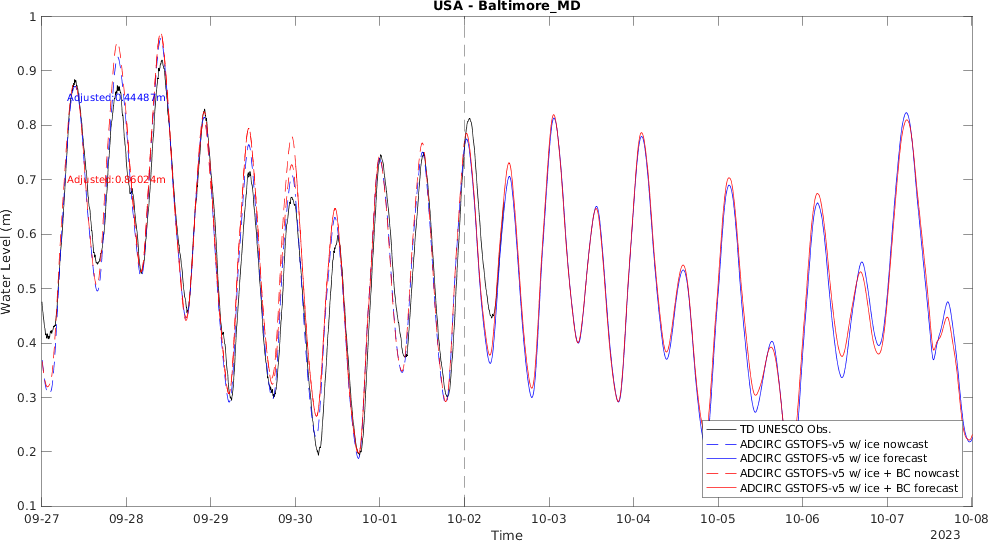 USA - Baltimore_MD
Water Level (m)
1
0.9
0.8
0.7
0.6
0.5
0.4
0.3
0.2
0.1
Adjusted:0.44487m
Adjusted:0.86024m
TD UNESCO Obs.
ADCIRC GSTOFS-v5 w/ ice nowcast
ADCIRC GSTOFS-v5 w/ ice forecast
ADCIRC GSTOFS-v5 w/ ice + BC nowcast
ADCIRC GSTOFS-v5 w/ ice + BC forecast
09-27 09-28 09-29 09-30 10-01 10-02 10-03 10-04 10-05 10-06 10-07 10-08
Time
2023